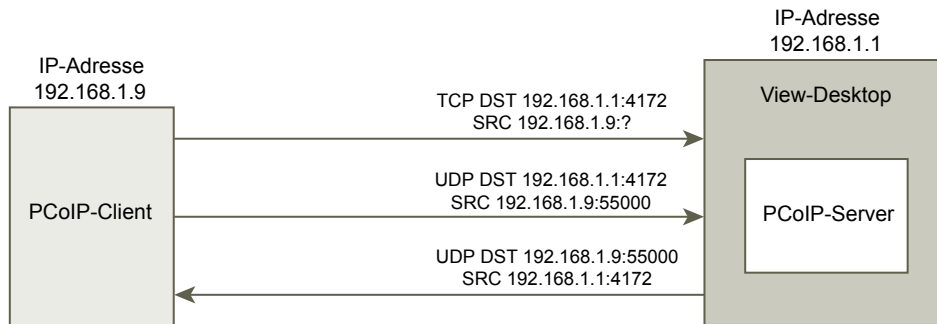 IP-Adresse
192.168.1.1
IP-Adresse
192.168.1.9
View-Desktop
TCP DST 192.168.1.1:4172
SRC 192.168.1.9:?
UDP DST 192.168.1.1:4172
SRC 192.168.1.9:55000
PCoIP-Client
PCoIP-Server
UDP DST 192.168.1.9:55000
SRC 192.168.1.1:4172